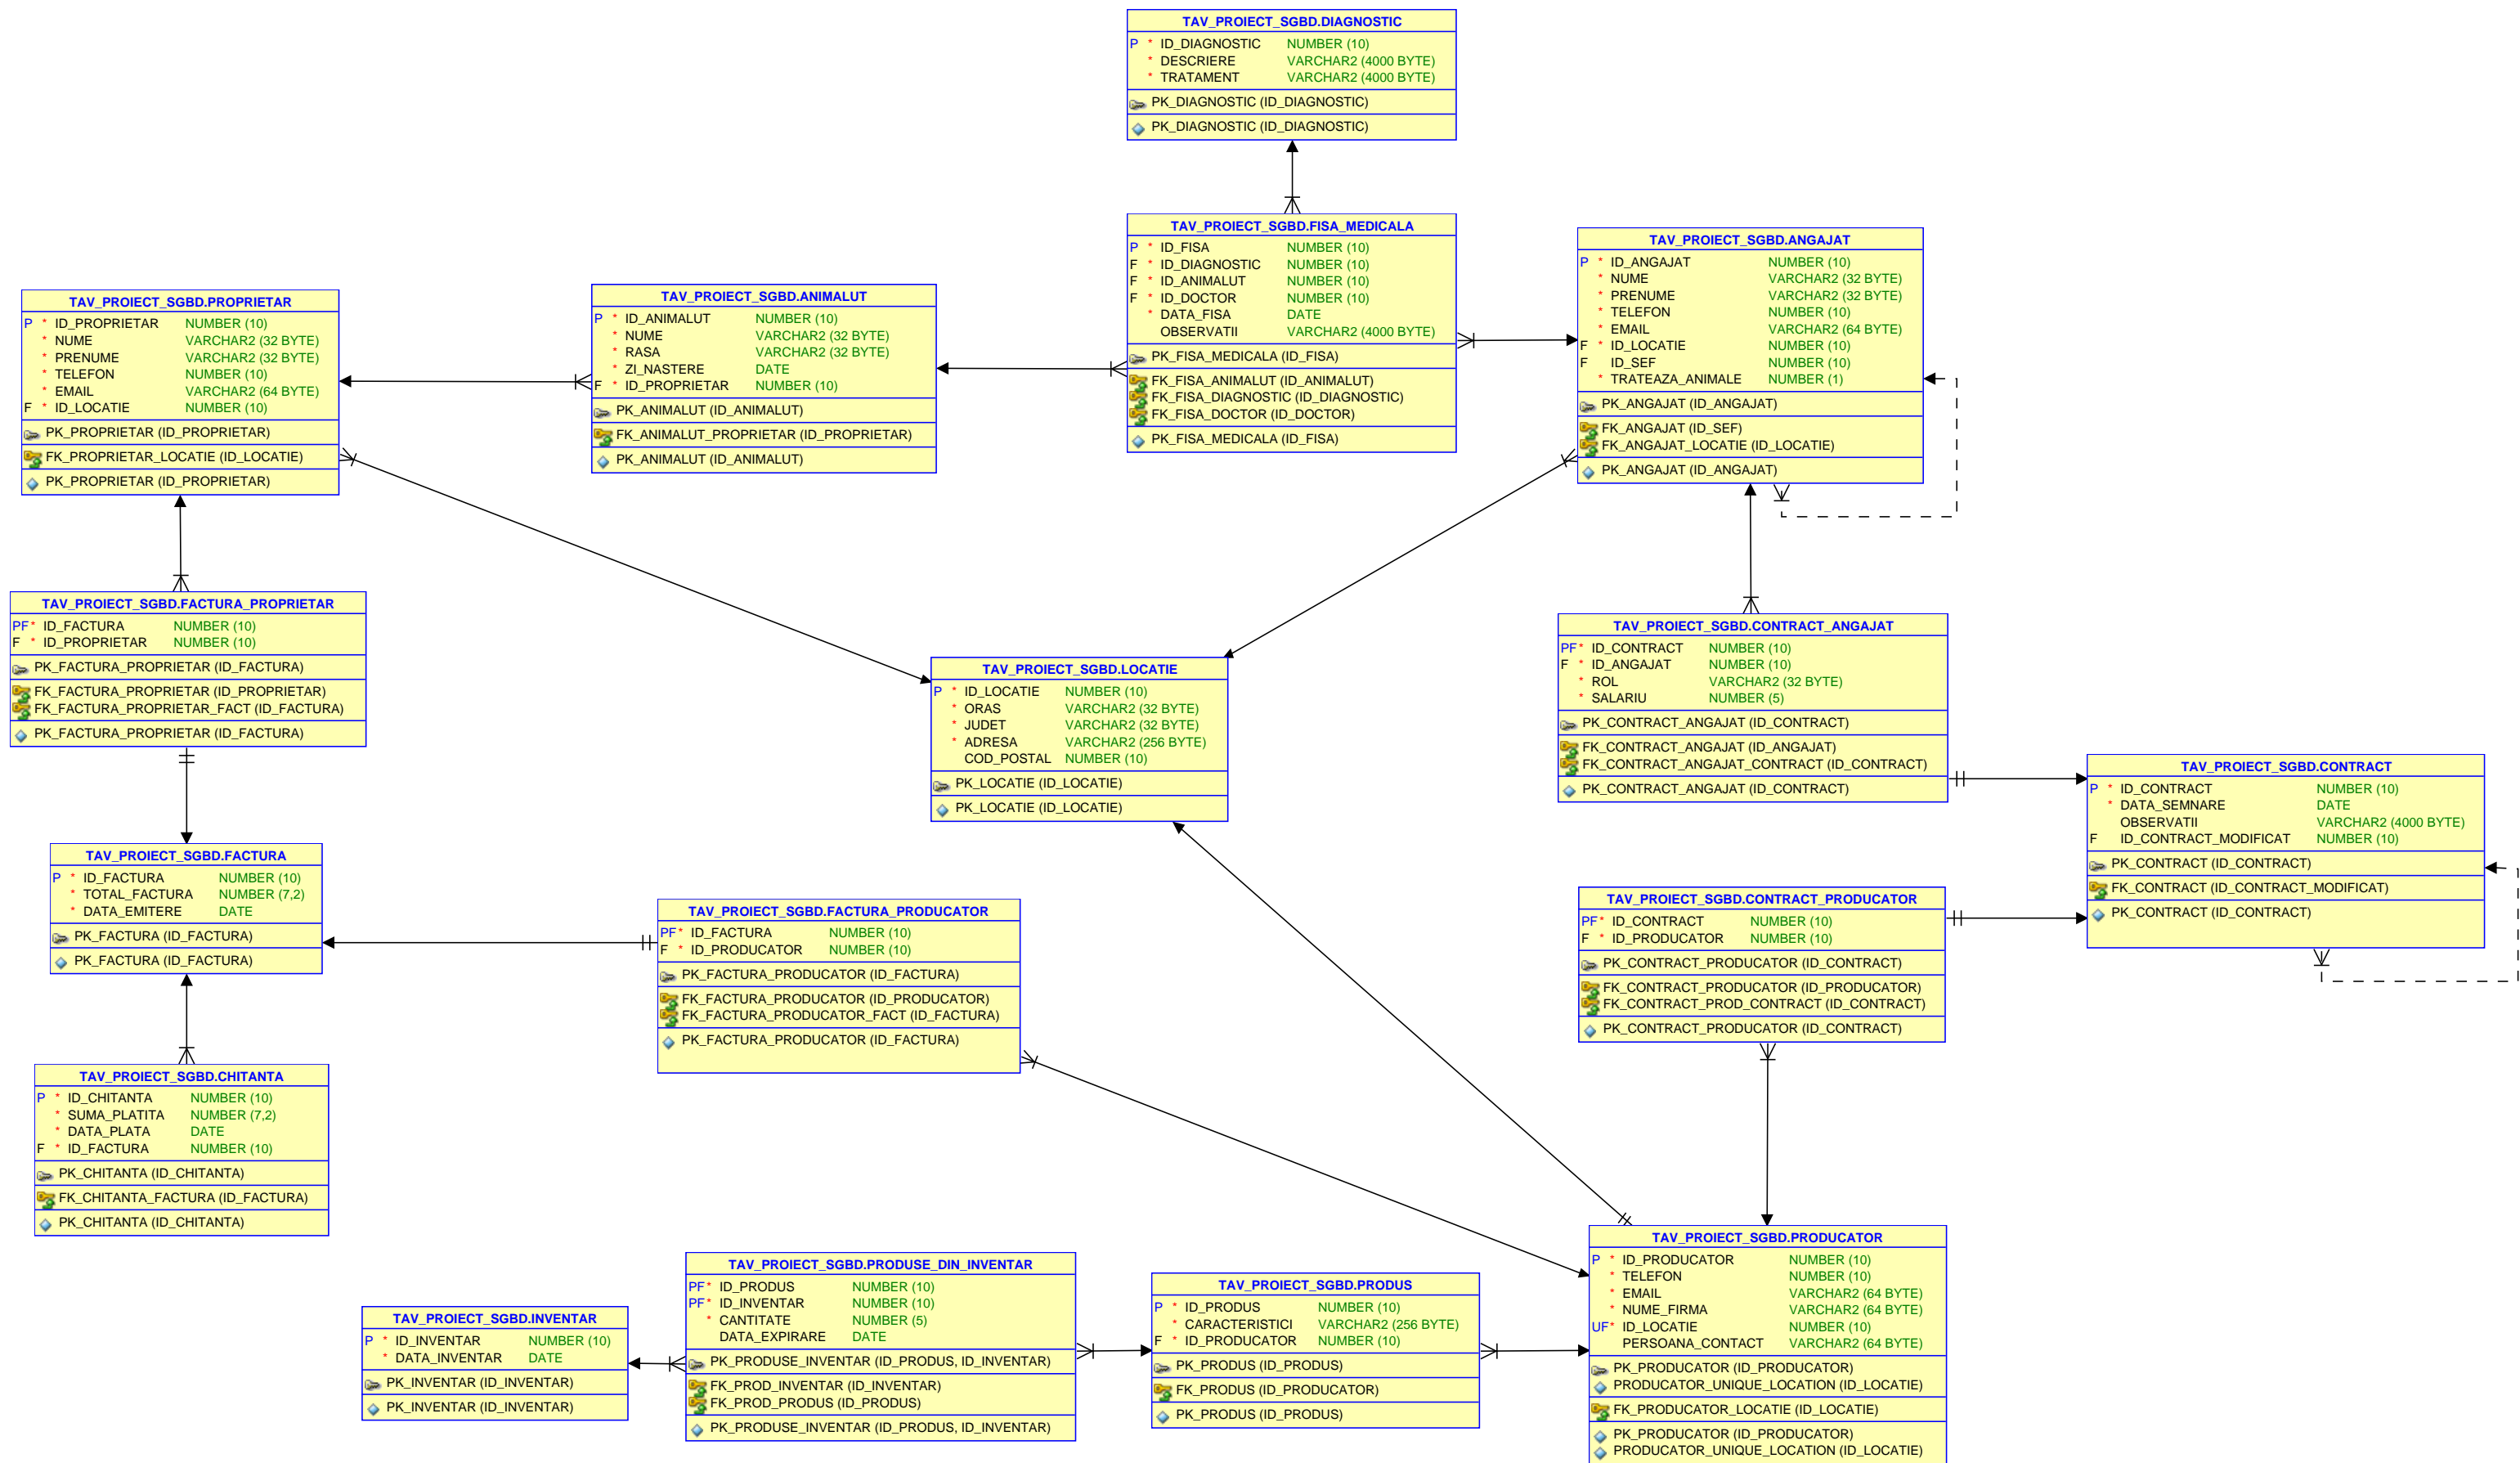 TAV_PROIECT_SGBD.DIAGNOSTIC
P * ID_DIAGNOSTIC NUMBER (10)
* DESCRIERE VARCHAR2 (4000 BYTE)
* TRATAMENT VARCHAR2 (4000 BYTE)
PK_DIAGNOSTIC (ID_DIAGNOSTIC)
PK_DIAGNOSTIC (ID_DIAGNOSTIC)
TAV_PROIECT_SGBD.FISA_MEDICALA
P * ID_FISA NUMBER (10)
F * ID_DIAGNOSTIC NUMBER (10)
F * ID_ANIMALUT NUMBER (10)
F * ID_DOCTOR NUMBER (10)
* DATA_FISA DATE
OBSERVATII VARCHAR2 (4000 BYTE)
PK_FISA_MEDICALA (ID_FISA)
FK_FISA_ANIMALUT (ID_ANIMALUT)
FK_FISA_DIAGNOSTIC (ID_DIAGNOSTIC)
FK_FISA_DOCTOR (ID_DOCTOR)
PK_FISA_MEDICALA (ID_FISA)
TAV_PROIECT_SGBD.ANGAJAT
P * ID_ANGAJAT NUMBER (10)
* NUME VARCHAR2 (32 BYTE)
* PRENUME VARCHAR2 (32 BYTE)
* TELEFON NUMBER (10)
* EMAIL VARCHAR2 (64 BYTE)
F * ID_LOCATIE NUMBER (10)
F ID_SEF NUMBER (10)
* TRATEAZA_ANIMALE NUMBER (1)
PK_ANGAJAT (ID_ANGAJAT)
FK_ANGAJAT (ID_SEF)
FK_ANGAJAT_LOCATIE (ID_LOCATIE)
PK_ANGAJAT (ID_ANGAJAT)
TAV_PROIECT_SGBD.PROPRIETAR
P * ID_PROPRIETAR NUMBER (10)
* NUME VARCHAR2 (32 BYTE)
* PRENUME VARCHAR2 (32 BYTE)
* TELEFON NUMBER (10)
* EMAIL VARCHAR2 (64 BYTE)
F * ID_LOCATIE NUMBER (10)
PK_PROPRIETAR (ID_PROPRIETAR)
FK_PROPRIETAR_LOCATIE (ID_LOCATIE)
PK_PROPRIETAR (ID_PROPRIETAR)
TAV_PROIECT_SGBD.ANIMALUT
P * ID_ANIMALUT NUMBER (10)
* NUME VARCHAR2 (32 BYTE)
* RASA VARCHAR2 (32 BYTE)
* ZI_NASTERE DATE
F * ID_PROPRIETAR NUMBER (10)
PK_ANIMALUT (ID_ANIMALUT)
FK_ANIMALUT_PROPRIETAR (ID_PROPRIETAR)
PK_ANIMALUT (ID_ANIMALUT)
TAV_PROIECT_SGBD.FACTURA_PROPRIETAR
PF* ID_FACTURA NUMBER (10)
F * ID_PROPRIETAR NUMBER (10)
PK_FACTURA_PROPRIETAR (ID_FACTURA)
FK_FACTURA_PROPRIETAR (ID_PROPRIETAR)
FK_FACTURA_PROPRIETAR_FACT (ID_FACTURA)
PK_FACTURA_PROPRIETAR (ID_FACTURA)
TAV_PROIECT_SGBD.LOCATIE
P * ID_LOCATIE NUMBER (10)
* ORAS VARCHAR2 (32 BYTE)
* JUDET VARCHAR2 (32 BYTE)
* ADRESA VARCHAR2 (256 BYTE)
COD_POSTAL NUMBER (10)
PK_LOCATIE (ID_LOCATIE)
PK_LOCATIE (ID_LOCATIE)
TAV_PROIECT_SGBD.CONTRACT_ANGAJAT
PF* ID_CONTRACT NUMBER (10)
F * ID_ANGAJAT NUMBER (10)
* ROL VARCHAR2 (32 BYTE)
* SALARIU NUMBER (5)
PK_CONTRACT_ANGAJAT (ID_CONTRACT)
FK_CONTRACT_ANGAJAT (ID_ANGAJAT)
FK_CONTRACT_ANGAJAT_CONTRACT (ID_CONTRACT)
PK_CONTRACT_ANGAJAT (ID_CONTRACT)
TAV_PROIECT_SGBD.CONTRACT
P * ID_CONTRACT NUMBER (10)
* DATA_SEMNARE DATE
OBSERVATII VARCHAR2 (4000 BYTE)
F ID_CONTRACT_MODIFICAT NUMBER (10)
PK_CONTRACT (ID_CONTRACT)
FK_CONTRACT (ID_CONTRACT_MODIFICAT)
PK_CONTRACT (ID_CONTRACT)
TAV_PROIECT_SGBD.FACTURA
P * ID_FACTURA NUMBER (10)
* TOTAL_FACTURA NUMBER (7,2)
* DATA_EMITERE DATE
PK_FACTURA (ID_FACTURA)
PK_FACTURA (ID_FACTURA)
TAV_PROIECT_SGBD.FACTURA_PRODUCATOR
PF* ID_FACTURA NUMBER (10)
F * ID_PRODUCATOR NUMBER (10)
PK_FACTURA_PRODUCATOR (ID_FACTURA)
FK_FACTURA_PRODUCATOR (ID_PRODUCATOR)
FK_FACTURA_PRODUCATOR_FACT (ID_FACTURA)
PK_FACTURA_PRODUCATOR (ID_FACTURA)
TAV_PROIECT_SGBD.CONTRACT_PRODUCATOR
PF* ID_CONTRACT NUMBER (10)
F * ID_PRODUCATOR NUMBER (10)
PK_CONTRACT_PRODUCATOR (ID_CONTRACT)
FK_CONTRACT_PRODUCATOR (ID_PRODUCATOR)
FK_CONTRACT_PROD_CONTRACT (ID_CONTRACT)
PK_CONTRACT_PRODUCATOR (ID_CONTRACT)
TAV_PROIECT_SGBD.CHITANTA
P * ID_CHITANTA NUMBER (10)
* SUMA_PLATITA NUMBER (7,2)
* DATA_PLATA DATE
F * ID_FACTURA NUMBER (10)
PK_CHITANTA (ID_CHITANTA)
FK_CHITANTA_FACTURA (ID_FACTURA)
PK_CHITANTA (ID_CHITANTA)
TAV_PROIECT_SGBD.INVENTAR
P * ID_INVENTAR NUMBER (10)
* DATA_INVENTAR DATE
PK_INVENTAR (ID_INVENTAR)
PK_INVENTAR (ID_INVENTAR)
TAV_PROIECT_SGBD.PRODUSE_DIN_INVENTAR
PF* ID_PRODUS NUMBER (10)
PF* ID_INVENTAR NUMBER (10)
* CANTITATE NUMBER (5)
DATA_EXPIRARE DATE
PK_PRODUSE_INVENTAR (ID_PRODUS, ID_INVENTAR)
FK_PROD_INVENTAR (ID_INVENTAR)
FK_PROD_PRODUS (ID_PRODUS)
PK_PRODUSE_INVENTAR (ID_PRODUS, ID_INVENTAR)
TAV_PROIECT_SGBD.PRODUS
P * ID_PRODUS NUMBER (10)
* CARACTERISTICI VARCHAR2 (256 BYTE)
F * ID_PRODUCATOR NUMBER (10)
PK_PRODUS (ID_PRODUS)
FK_PRODUS (ID_PRODUCATOR)
PK_PRODUS (ID_PRODUS)
TAV_PROIECT_SGBD.PRODUCATOR
P * ID_PRODUCATOR NUMBER (10)
* TELEFON NUMBER (10)
* EMAIL VARCHAR2 (64 BYTE)
* NUME_FIRMA VARCHAR2 (64 BYTE)
UF* ID_LOCATIE NUMBER (10)
PERSOANA_CONTACT VARCHAR2 (64 BYTE)
PK_PRODUCATOR (ID_PRODUCATOR)
PRODUCATOR_UNIQUE_LOCATION (ID_LOCATIE)
FK_PRODUCATOR_LOCATIE (ID_LOCATIE)
PK_PRODUCATOR (ID_PRODUCATOR)
PRODUCATOR_UNIQUE_LOCATION (ID_LOCATIE)